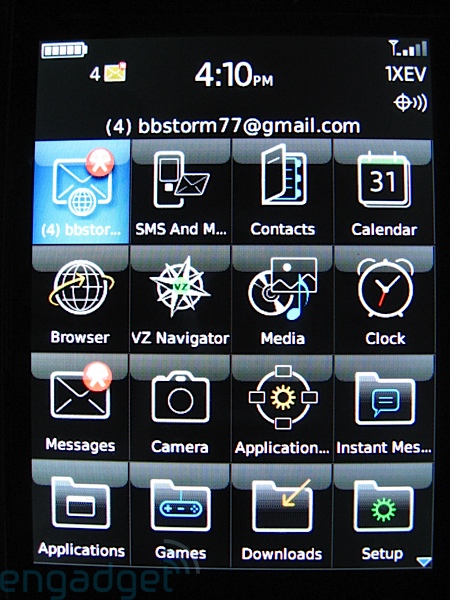 4 4:10PM 1XEV
(4) bbstorm77@gmail.com
31
(4) bbstor... SMS And M... Contacts Calendar
VZ
Browser VZ Navigator Media Clock
Messages Camera Application... Instant Mes...
Applications Games Downloads Setup
engadget